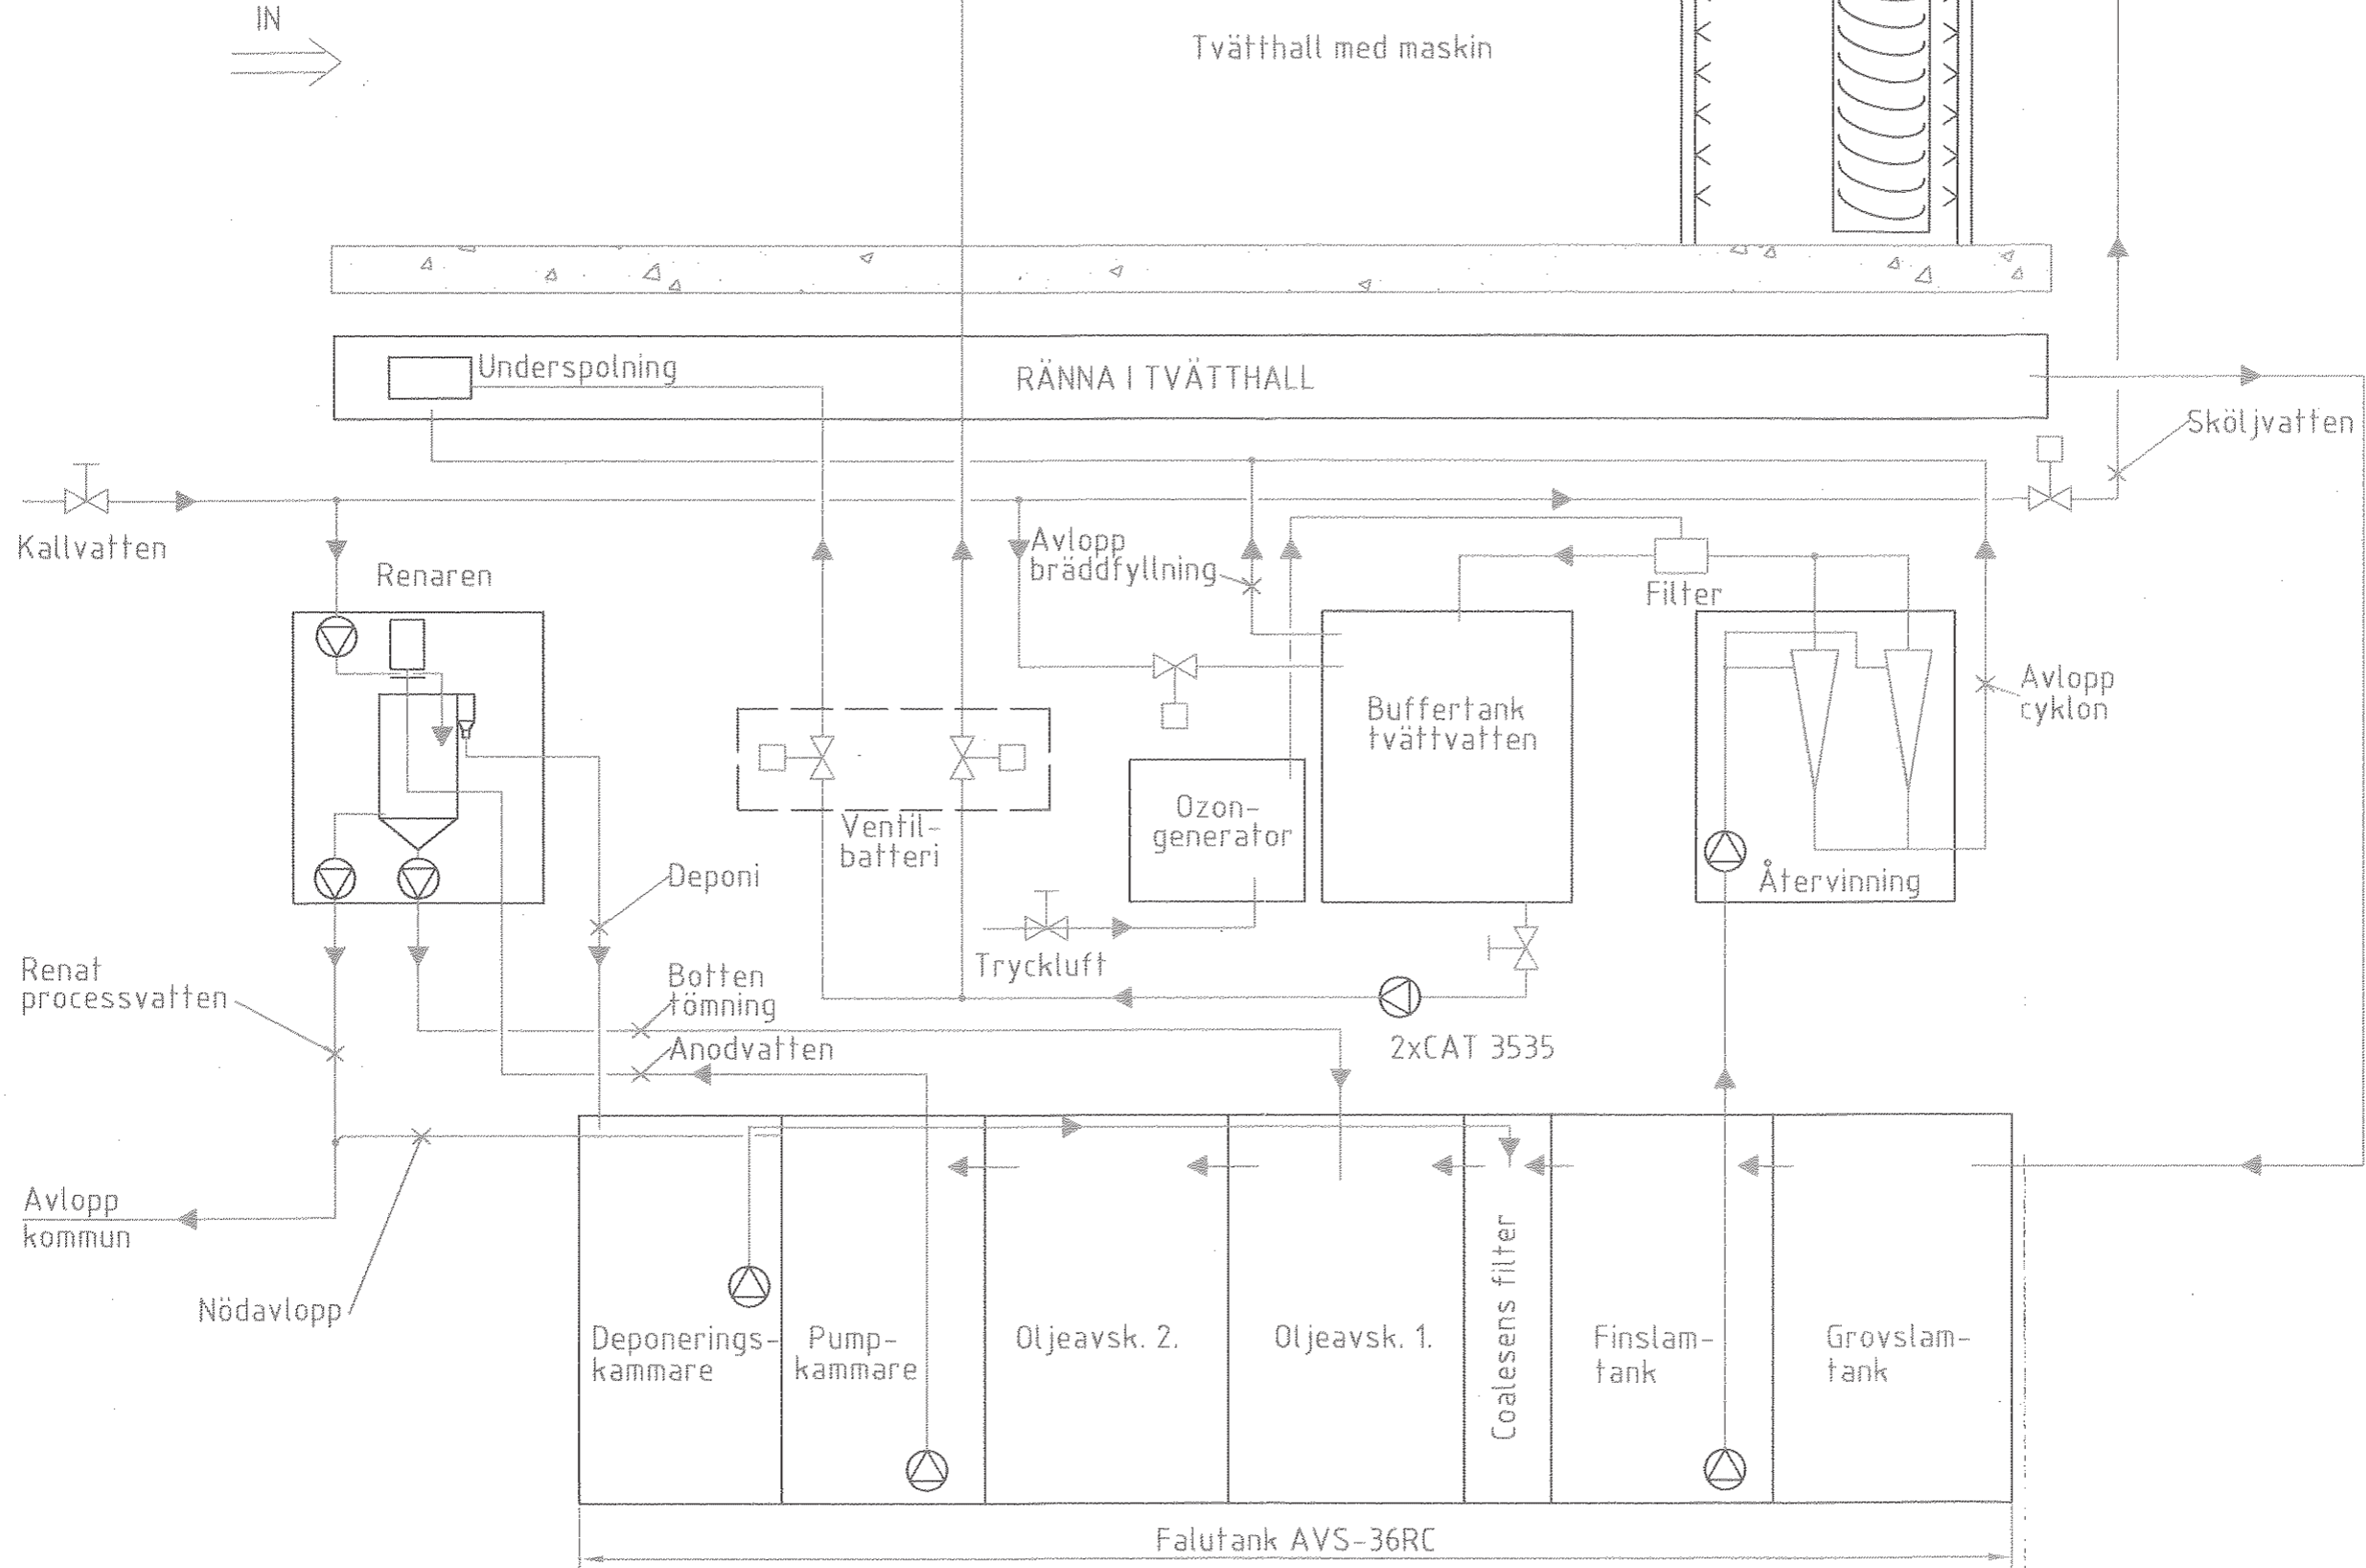 IN
Tvätthall med maskin
Underspolning
RÄNNA I TVÄTTHALL
Sköljvatten
Kallvatten
Avlopp
bräddfyllning
Renaren
Filter
Avlopp
cyklon
Buffertank
tvättvatten
Ozon-
generator
Ventil-
batteri
Återvinning
Deponi
Tryckluft
Renat
processvatten
Botten
tömning
Anodvatten
2xCAT 3535
Avlopp
kommun
Nödavlopp
Deponerings-
kammare
Pump-
kammare
Oljeavsk. 2.
Oljeavsk. 1.
Coalesens filter
Finslam-
tank
Grovslam-
tank
Falutank AVS-36RC